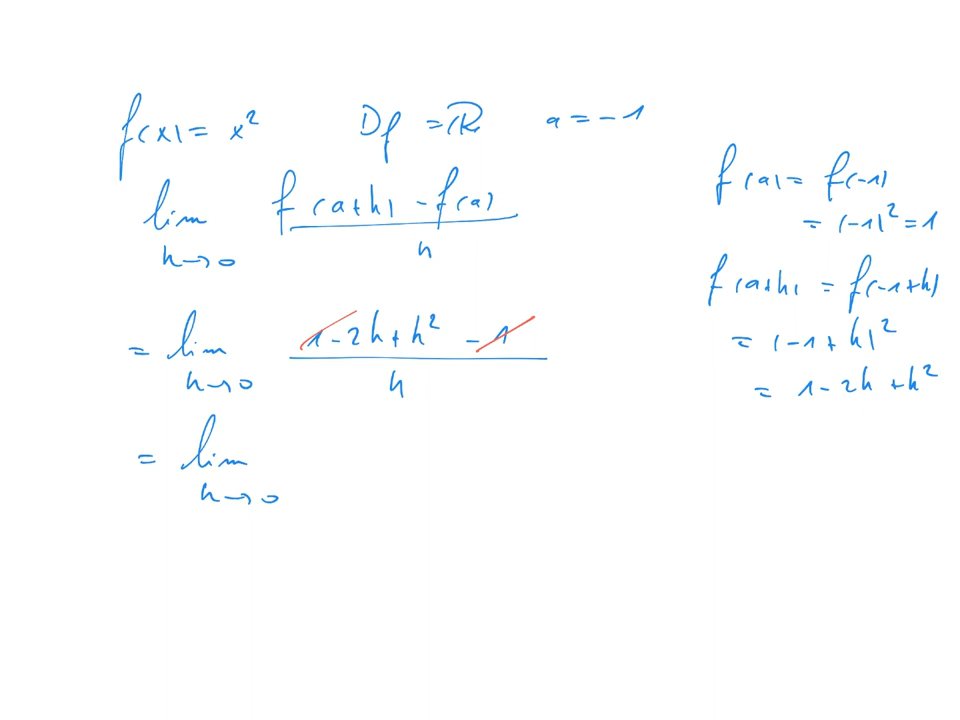 f(x) = x²   Df = ℝ   a = -1
lim h→0 (f(a+h) - f(a)) / h
= lim h→0 (1 - 2h + h² - 1) / h
= lim h→0
f(a) = f(-1)
= (-1)² = 1
f(a+h) = f(-1+h)
= (-1+h)²
= 1 - 2h + h²